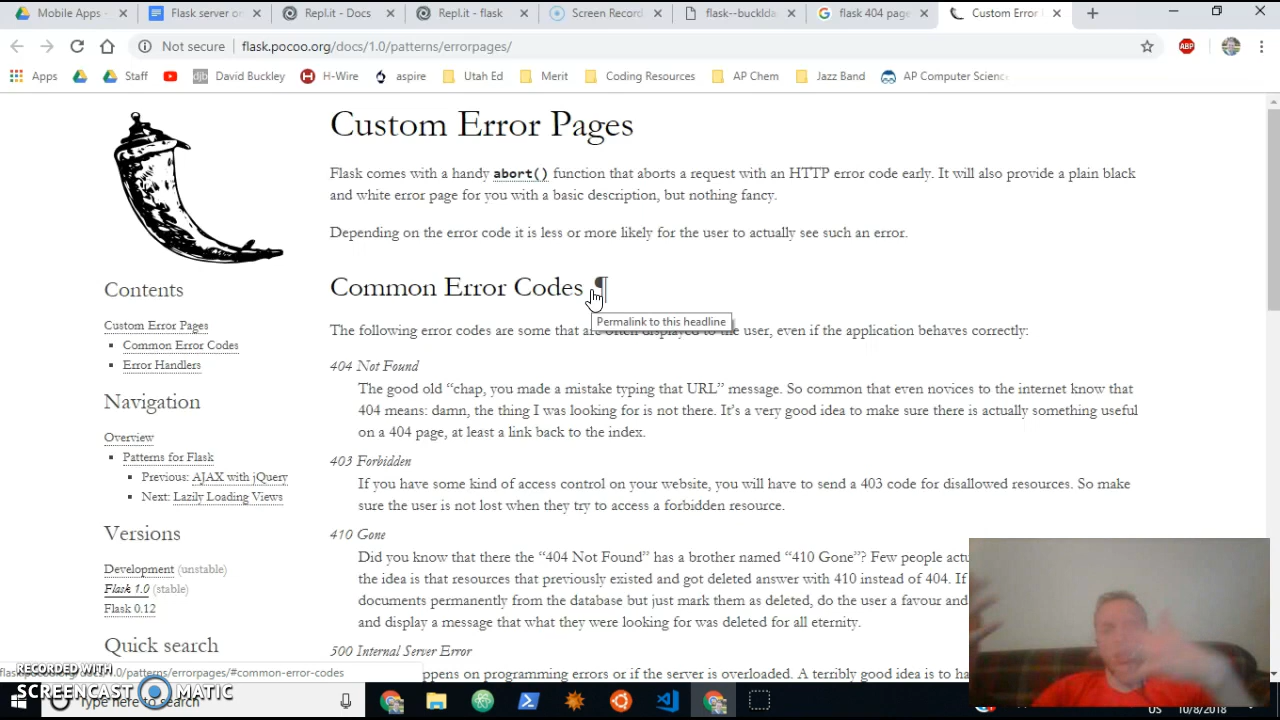 Mobile Apps -
Flask server or
Repl.it - Docs
Repl.it - flask
Screen Record
flask--bucklda
flask 404 page
Custom Error
Not secure
flask.pocoo.org/docs/1.0/patterns/errorpages/
ABP
Apps
Staff
djb
David Buckley
H-Wire
aspire
Utah Ed
Merit
Coding Resources
AP Chem
Jazz Band
AP Computer Scienc
Custom Error Pages
Flask comes with a handy abort() function that aborts a request with an HTTP error code early. It will also provide a plain black
and white error page for you with a basic description, but nothing fancy.
Depending on the error code it is less or more likely for the user to actually see such an error.
Common Error Codes ¶
Permalink to this headline
The following error codes are some that are often displayed to the user, even if the application behaves correctly:
404 Not Found
The good old “chap, you made a mistake typing that URL” message. So common that even novices to the internet know that
404 means: damn, the thing I was looking for is not there. It's a very good idea to make sure there is actually something useful
on a 404 page, at least a link back to the index.
403 Forbidden
If you have some kind of access control on your website, you will have to send a 403 code for disallowed resources. So make
sure the user is not lost when they try to access a forbidden resource.
410 Gone
Did you know that there the “404 Not Found” has a brother named “410 Gone”? Few people actu
the idea is that resources that previously existed and got deleted answer with 410 instead of 404. If
documents permanently from the database but just mark them as deleted, do the user a favour and
and display a message that what they were looking for was deleted for all eternity.
500 Internal Server Error
ppens on programming errors or if the server is overloaded. A terribly good idea is to ha
Contents
Custom Error Pages
Common Error Codes
Error Handlers
Navigation
Overview
Patterns for Flask
Previous: AJAX with jQuery
Next: Lazily Loading Views
Versions
Development (unstable)
Flask 1.0 (stable)
Flask 0.12
Quick search
RECORDED WITH
SCREENCAST MATIC
Type here to search
US
10/8/2018